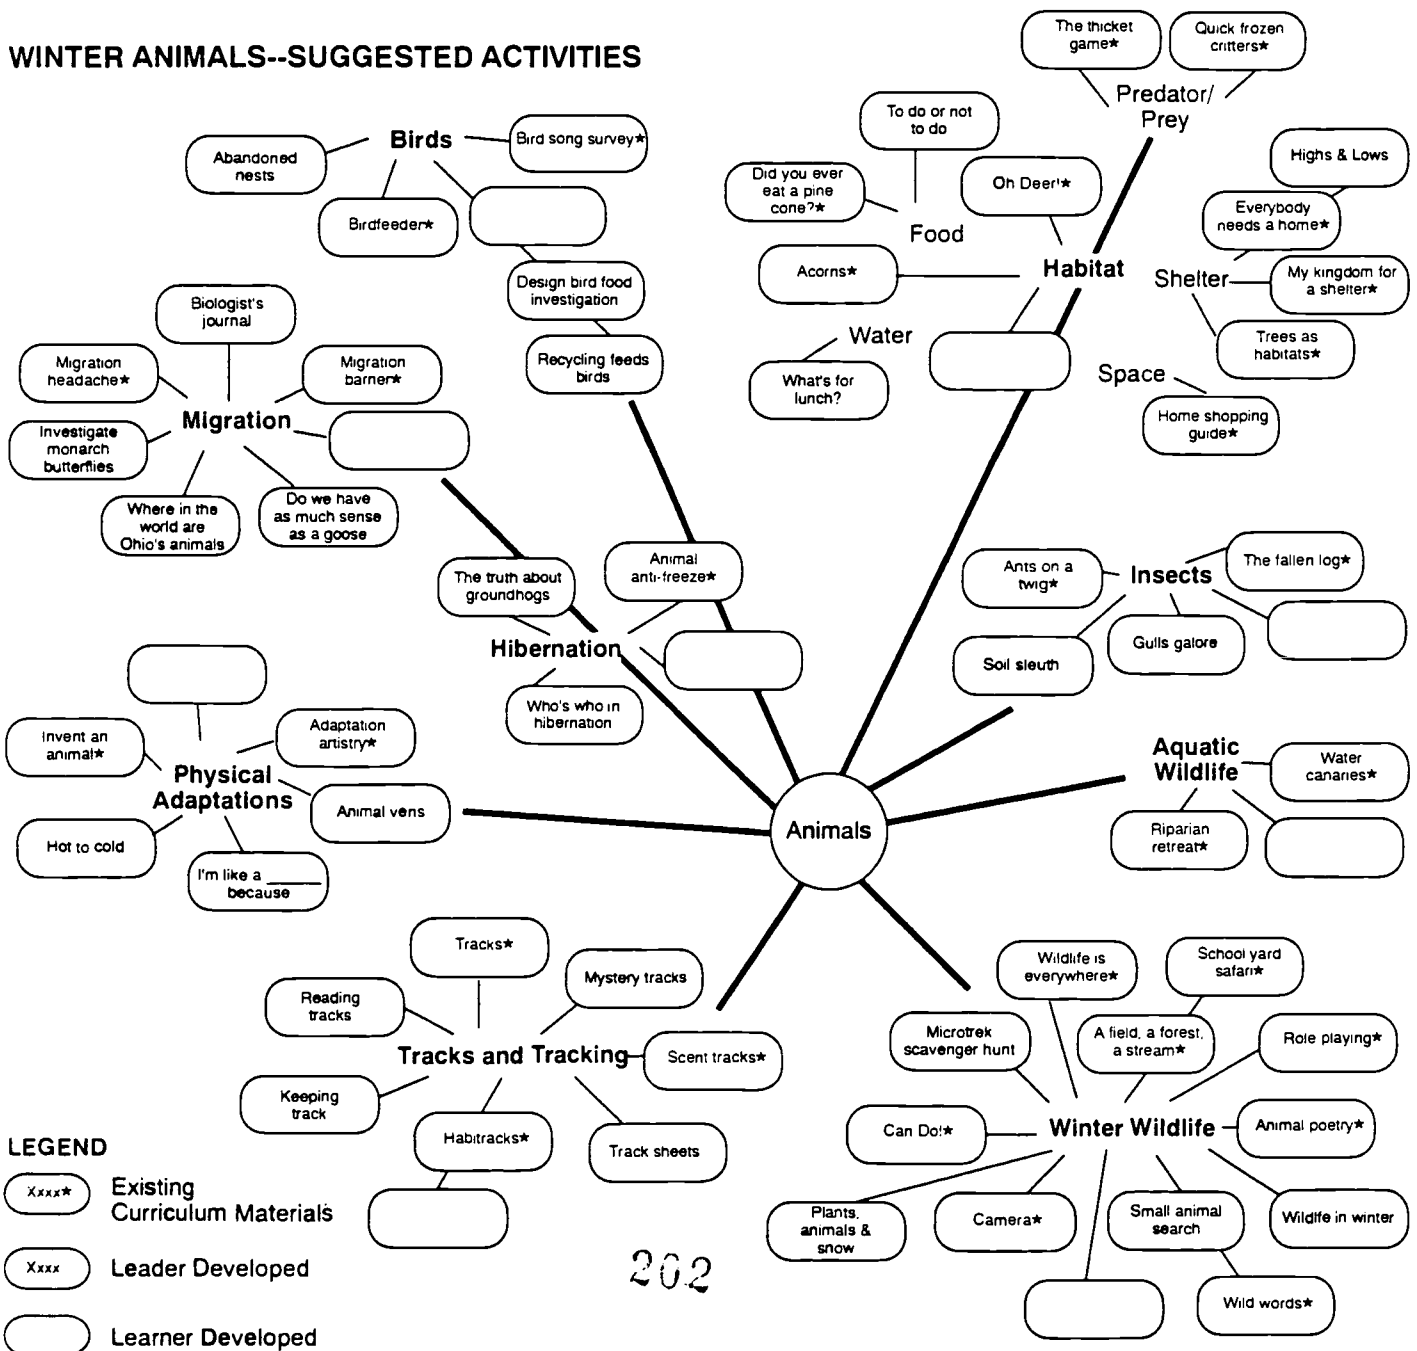 WINTER ANIMALS--SUGGESTED ACTIVITIES
The thicket
game★
Quick frozen
critters★
Predator/
Prey
To do or not
to do
Did you ever
eat a pine
cone?★
Food
Oh Deer!★
Highs & Lows
Everybody
needs a home★
Acorns★
Habitat
Shelter
My kingdom for
a shelter★
Water
What's for
lunch?
Trees as
habitats★
Space
Home shopping
guide★
Birds
Abandoned
nests
Bird song survey★
Birdfeeder★
Design bird food
investigation
Recycling feeds
birds
Biologist's
journal
Migration
headache★
Migration
barrier★
Migration
Investigate
monarch
butterflies
Where in the
world are
Ohio's animals
Do we have
as much sense
as a goose
The truth about
groundhogs
Animal
anti-freeze★
Hibernation
Who's who in
hibernation
Ants on a
twig★
Insects
The fallen log★
Soil sleuth
Gulls galore
Invent an
animal★
Adaptation
artistry★
Physical
Adaptations
Animal vens
Hot to cold
I'm like a ______
because
Animals
Aquatic
Wildlife
Water
canaries★
Riparian
retreat★
Tracks★
Mystery tracks
Reading
tracks
Tracks and Tracking
Scent tracks★
Keeping
track
Habitracks★
Track sheets
Wildlife is
everywhere★
School yard
safari★
Microtrek
scavenger hunt
A field, a forest,
a stream★
Role playing★
Can Do!★
Winter Wildlife
Animal poetry★
Plants,
animals &
snow
Camera★
Small animal
search
Wildlfe in winter
Wild words★
LEGEND
Xxxx★
Existing
Curriculum Materials
Xxxx
Leader Developed
Learner Developed
202